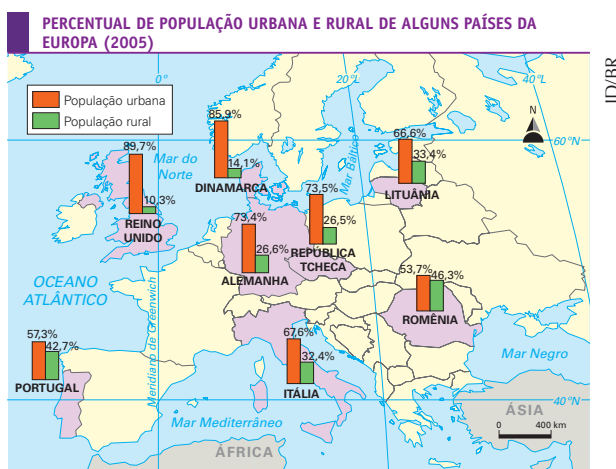 PERCENTUAL DE POPULAÇÃO URBANA E RURAL DE ALGUNS PAÍSES DA
EUROPA (2005)
ID/BR
0°
20°L
40°L
População urbana
População rural
N
60°N
85,9%
14,1%
DINAMARCA
66,6%
33,4%
LITUÂNIA
89,7%
10,3%
REINO
UNIDO
Mar do
Norte
Mar Báltico
73,5%
26,5%
REPÚBLICA
TCHECA
73,4%
26,6%
ALEMANHA
OCEANO
ATLÂNTICO
Meridiano de Greenwich
53,7%
46,3%
ROMÊNIA
57,3%
42,7%
PORTUGAL
67,6%
32,4%
ITÁLIA
Mar Negro
Mar Mediterrâneo
40°N
ÁSIA
ÁFRICA
0 400 km